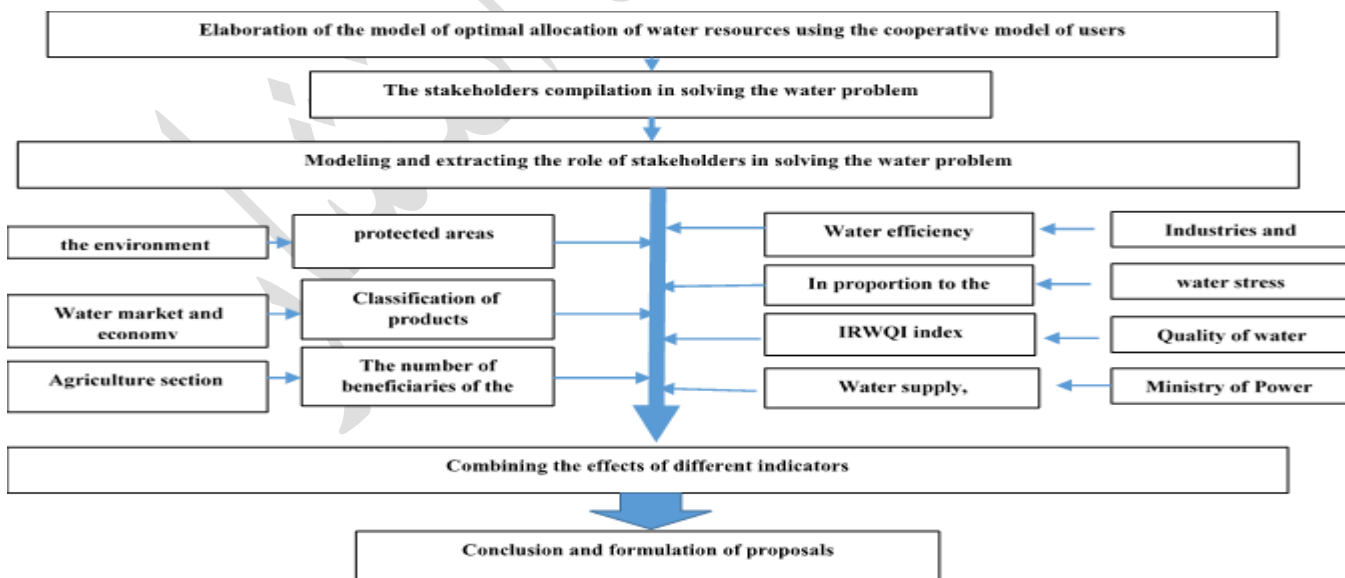 Elaboration of the model of optimal allocation of water resources using the cooperative model of users
The stakeholders compilation in solving the water problem
Modeling and extracting the role of stakeholders in solving the water problem
the environment
protected areas
Water efficiency
Industries and
Water market and
economy
Classification of
products
In proportion to the
water stress
IRWQI index
Quality of water
Agriculture section
The number of
beneficiaries of the
Water supply,
Ministry of Power
Combining the effects of different indicators
Conclusion and formulation of proposals